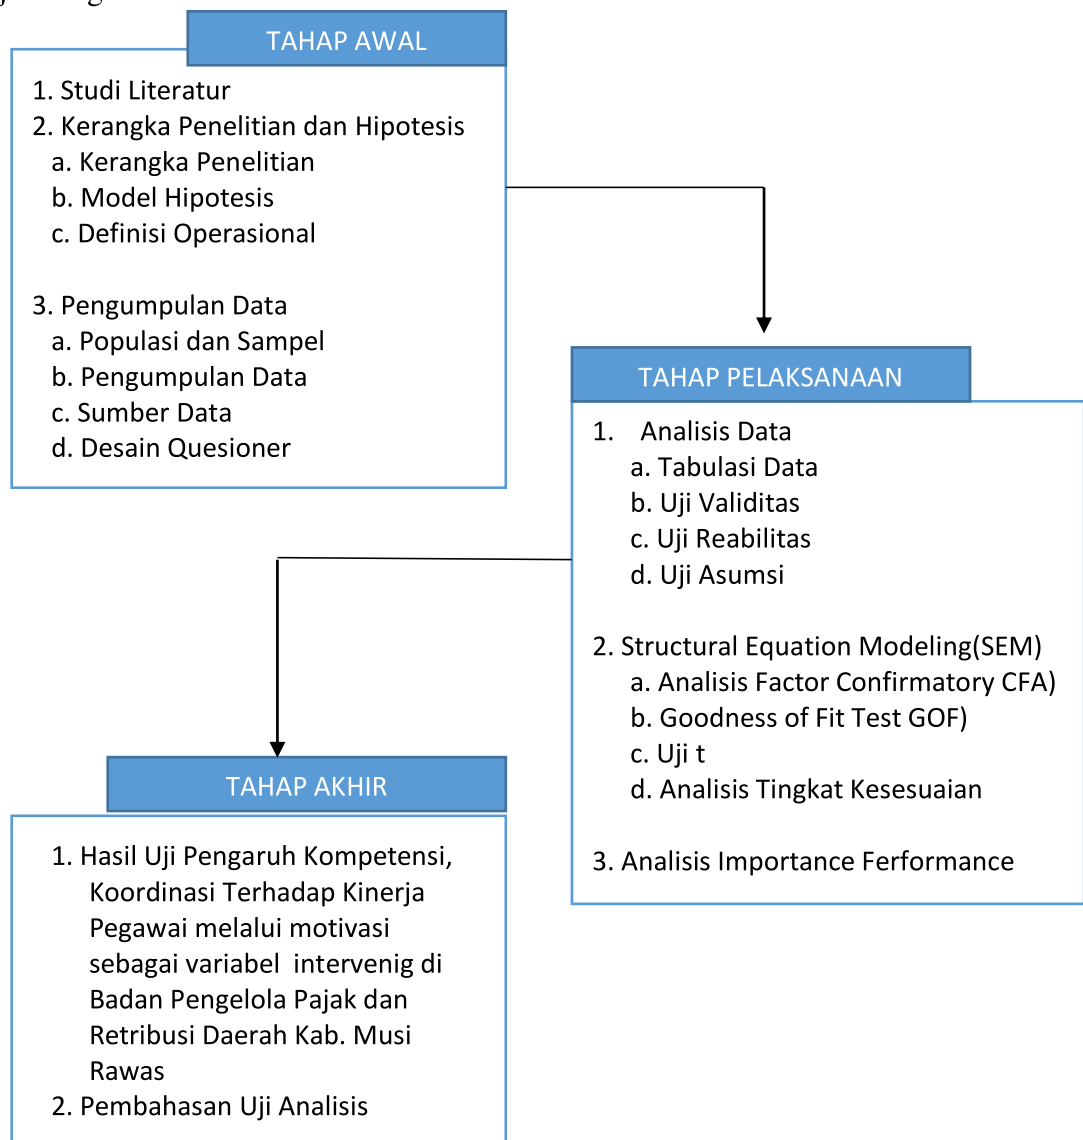 TAHAP AWAL
1. Studi Literatur
2. Kerangka Penelitian dan Hipotesis
a. Kerangka Penelitian
b. Model Hipotesis
c. Definisi Operasional
3. Pengumpulan Data
a. Populasi dan Sampel
b. Pengumpulan Data
c. Sumber Data
d. Desain Quesioner
TAHAP PELAKSANAAN
1. Analisis Data
a. Tabulasi Data
b. Uji Validitas
c. Uji Reabilitas
d. Uji Asumsi
2. Structural Equation Modeling(SEM)
a. Analisis Factor Confirmatory CFA)
b. Goodness of Fit Test GOF)
c. Uji t
d. Analisis Tingkat Kesesuaian
3. Analisis Importance Ferformance
TAHAP AKHIR
1. Hasil Uji Pengaruh Kompetensi,
Koordinasi Terhadap Kinerja
Pegawai melalui motivasi
sebagai variabel intervenig di
Badan Pengelola Pajak dan
Retribusi Daerah Kab. Musi
Rawas
2. Pembahasan Uji Analisis